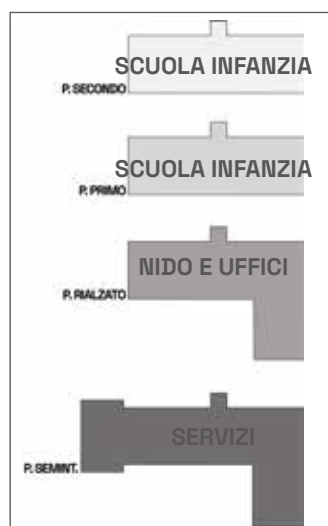 SCUOLA INFANZIA
P. SECONDO
SCUOLA INFANZIA
P. PRIMO
NIDO E UFFICI
P. RIALZATO
SERVIZI
P. SEMINT.